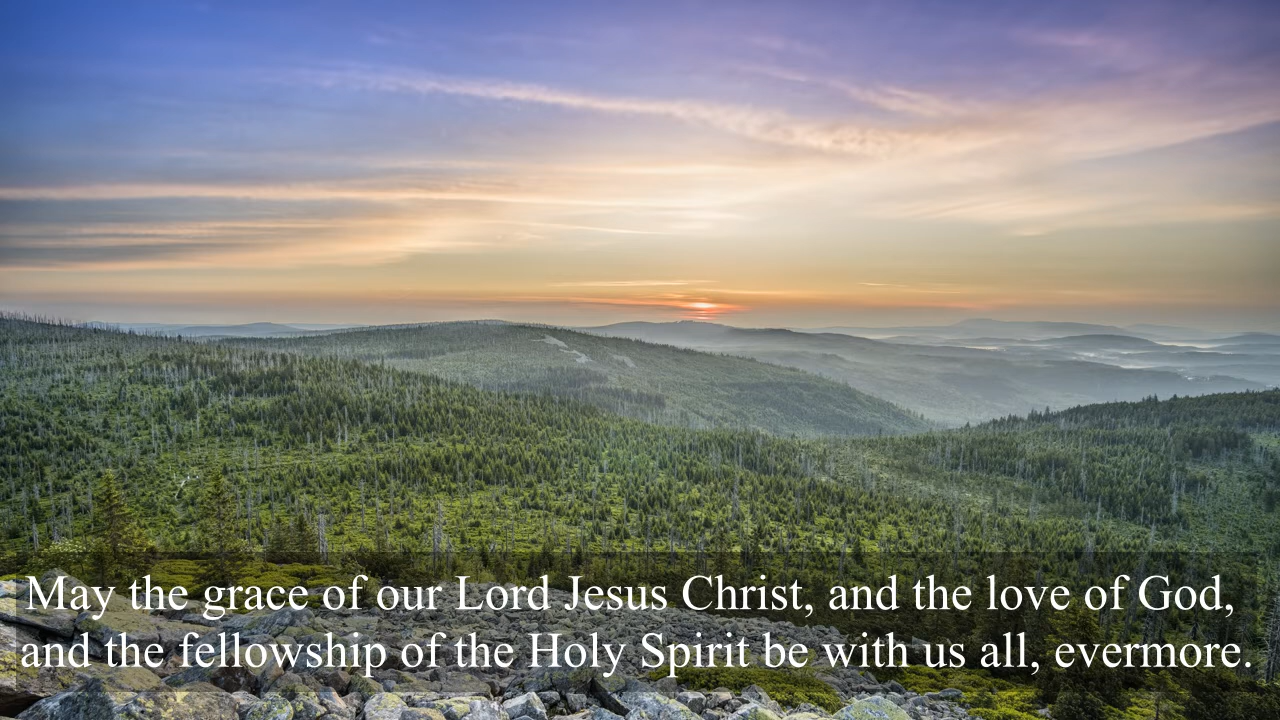 May the grace of our Lord Jesus Christ, and the love of God,
and the fellowship of the Holy Spirit be with us all, evermore.